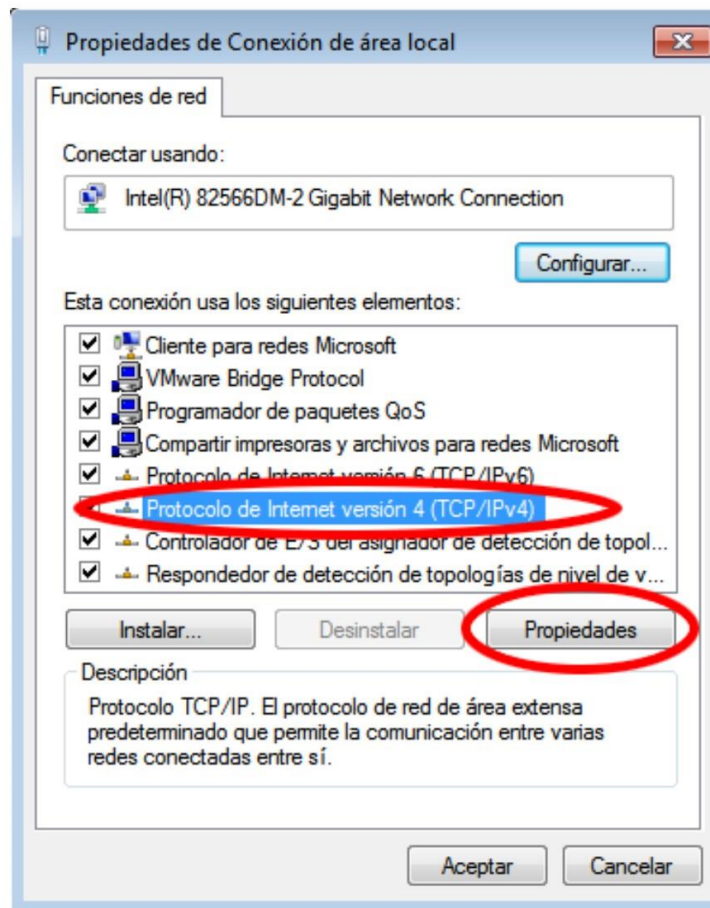 Propiedades de Conexión de área local
Funciones de red
Conectar usando:
Intel(R) 82566DM-2 Gigabit Network Connection
Configurar...
Esta conexión usa los siguientes elementos:
Cliente para redes Microsoft
VMware Bridge Protocol
Programador de paquetes QoS
Compartir impresoras y archivos para redes Microsoft
Protocolo de Internet versión 6 (TCP/IPv6)
Protocolo de Internet versión 4 (TCP/IPv4)
Controlador de E/S del asignador de detección de topol...
Respondedor de detección de topologías de nivel de v...
Instalar...
Desinstalar
Propiedades
Descripción
Protocolo TCP/IP. El protocolo de red de área extensa
predeterminado que permite la comunicación entre varias
redes conectadas entre sí.
Aceptar
Cancelar